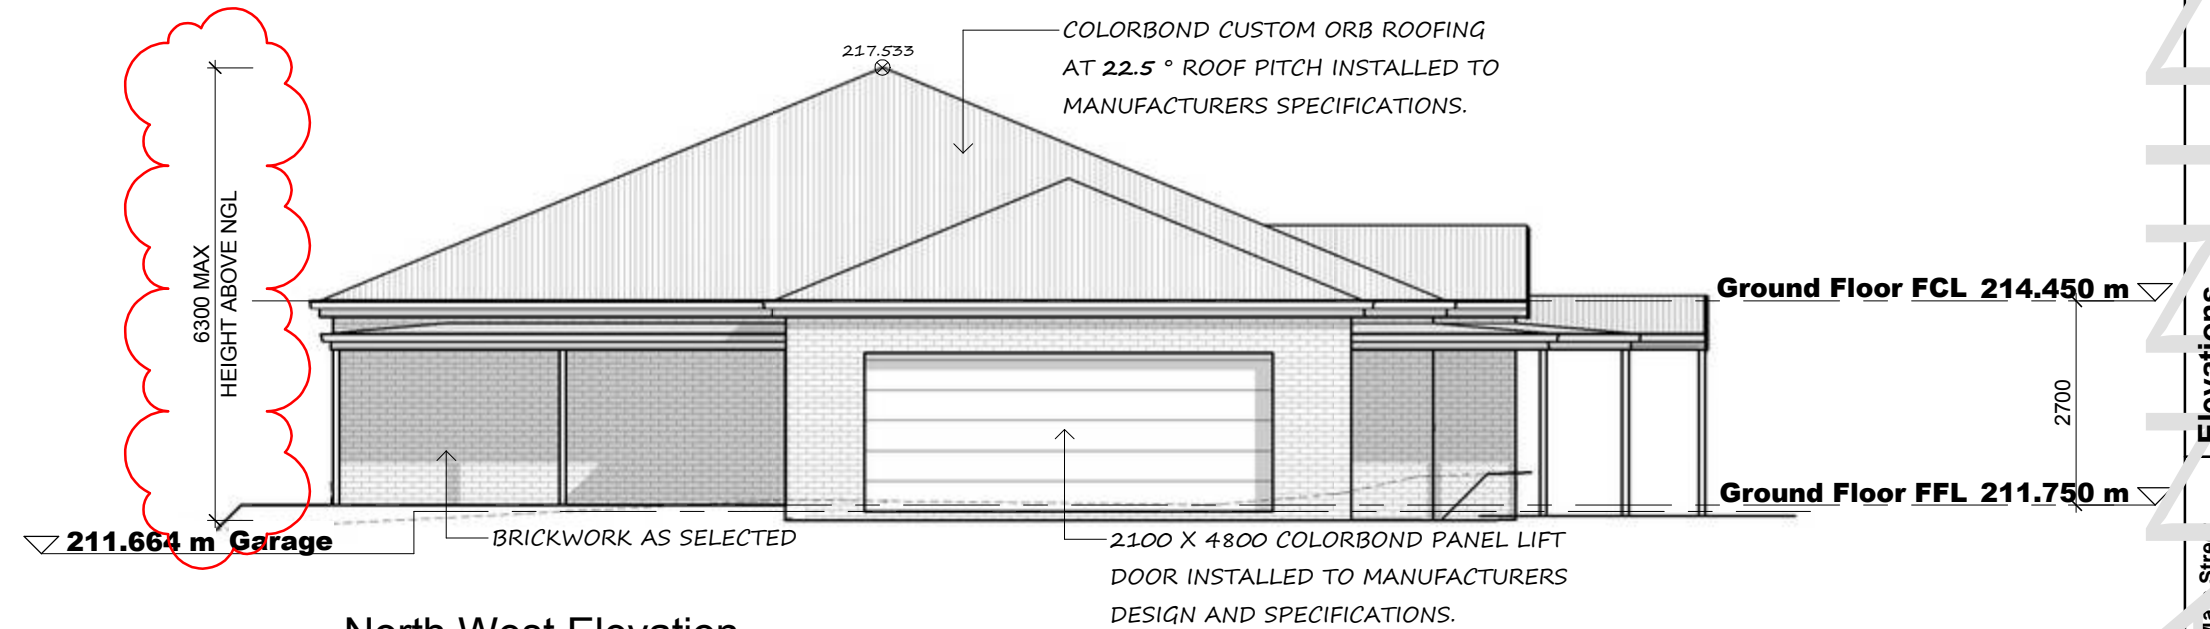 217.533
COLORBOND CUSTOM ORB ROOFING
AT 22.5 ° ROOF PITCH INSTALLED TO
MANUFACTURERS SPECIFICATIONS.
6300 MAX
HEIGHT ABOVE NGL
Ground Floor FCL 214.450 m
2700
Ground Floor FFL 211.750 m
211.664 m Garage
BRICKWORK AS SELECTED
2100 X 4800 COLORBOND PANEL LIFT
DOOR INSTALLED TO MANUFACTURERS
DESIGN AND SPECIFICATIONS.
North West Elevation
Elevations